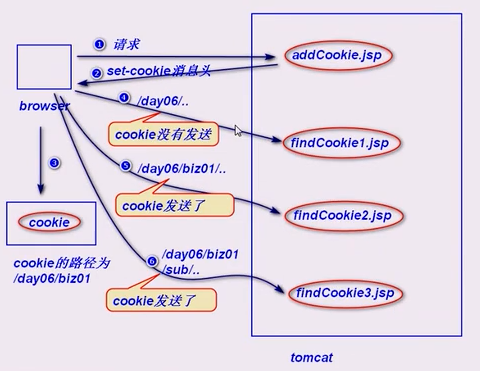 ① 请求
addCookie.jsp
② set-cookie消息头
browser
④ /day06/..
cookie没有发送
findCookie1.jsp
③
⑤ /day06/biz01/..
cookie发送了
findCookie2.jsp
cookie
cookie的路径为
/day06/biz01
⑥ /day06/biz01
/sub/..
cookie发送了
findCookie3.jsp
tomcat